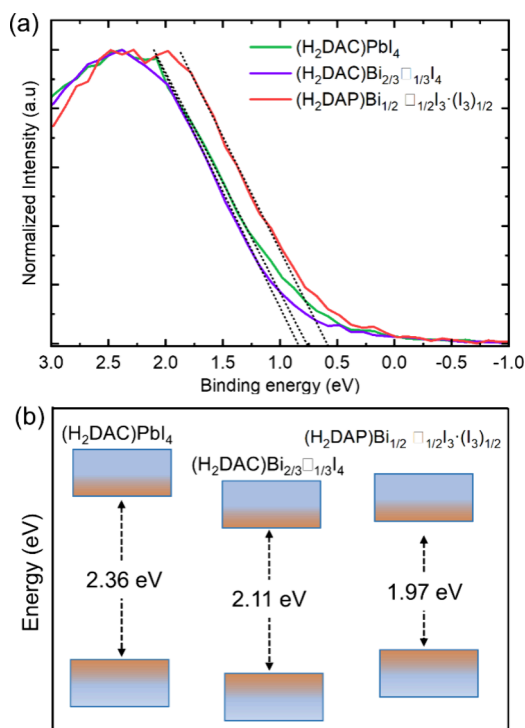 (a)
Normalized Intensity (a.u)
(H₂DAC)PbI₄
(H₂DAC)Bi₂/₃□₁/₃I₄
(H₂DAP)Bi₁/₂ □₁/₂I₃·(I₃)₁/₂
3.0 2.5 2.0 1.5 1.0 0.5 0.0 -0.5 -1.0
Binding energy (eV)
(b)
Energy (eV)
(H₂DAC)PbI₄
(H₂DAC)Bi₂/₃□₁/₃I₄
(H₂DAP)Bi₁/₂ □₁/₂I₃·(I₃)₁/₂
2.36 eV
2.11 eV
1.97 eV